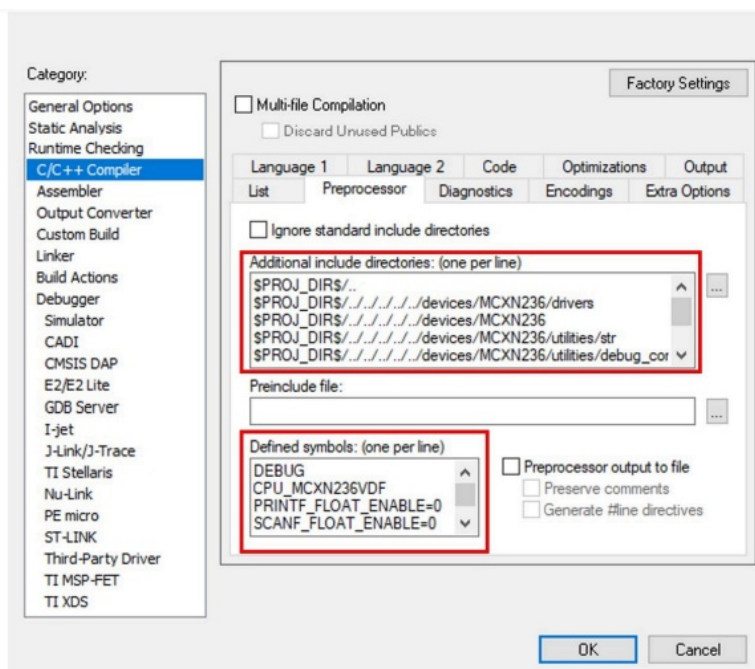 Category:
General Options
Static Analysis
Runtime Checking
C/C++ Compiler
Assembler
Output Converter
Custom Build
Linker
Build Actions
Debugger
Simulator
CADI
CMSIS DAP
E2/E2 Lite
GDB Server
I-jet
J-Link/J-Trace
TI Stellaris
Nu-Link
PE micro
ST-LINK
Third-Party Driver
TI MSP-FET
TI XDS
Factory Settings
Multi-file Compilation
Discard Unused Publics
Language 1 Language 2 Code Optimizations Output
List Preprocessor Diagnostics Encodings Extra Options
Ignore standard include directories
Additional include directories: (one per line)
$PROJ_DIR$/..
$PROJ_DIR$/../../../../../devices/MCXN236/drivers
$PROJ_DIR$/../../../../../devices/MCXN236
$PROJ_DIR$/../../../../../devices/MCXN236/utilities/str
$PROJ_DIR$/../../../../../devices/MCXN236/utilities/debug_cor
...
Preinclude file:
...
Defined symbols: (one per line)
DEBUG
CPU_MCXN236VDF
PRINTF_FLOAT_ENABLE=0
SCANF_FLOAT_ENABLE=0
Preprocessor output to file
Preserve comments
Generate #line directives
OK Cancel